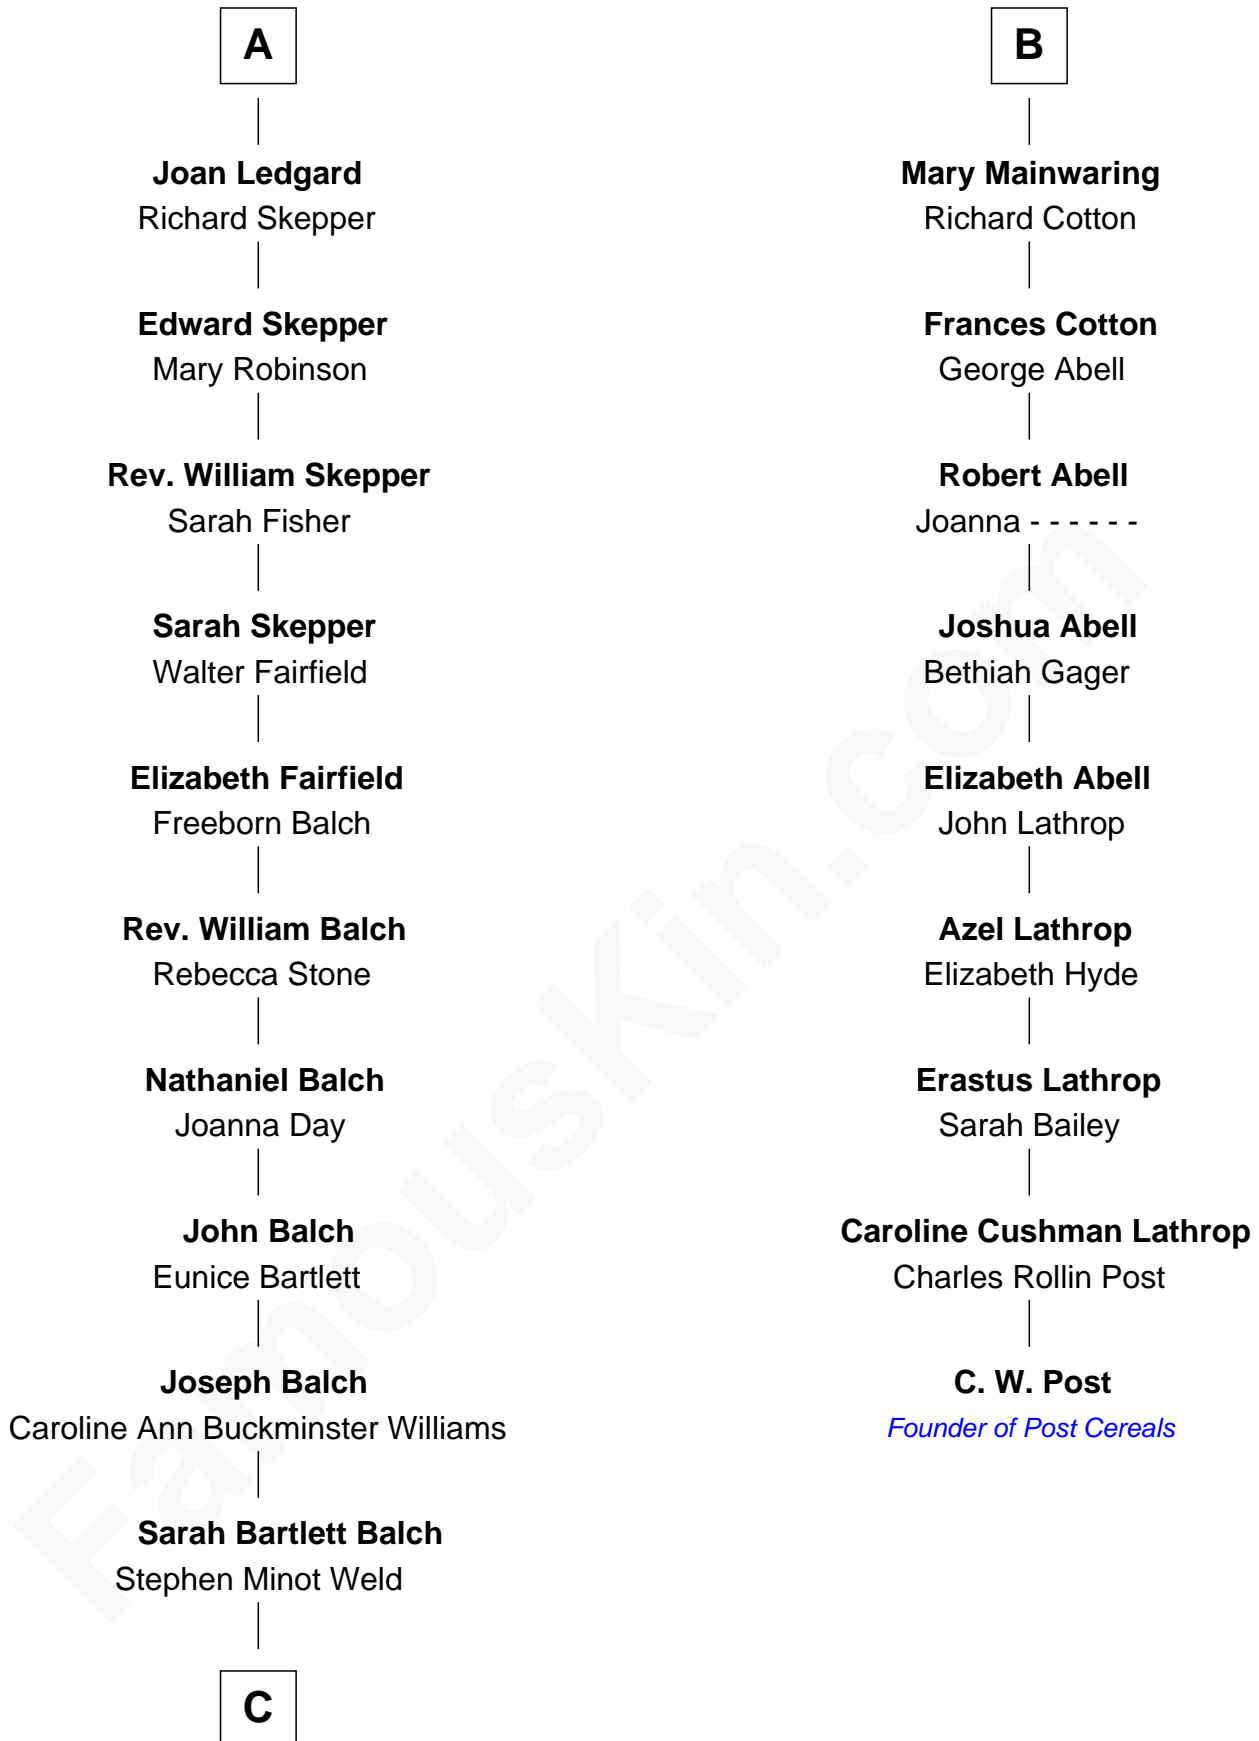 A
Joan Ledgard
Richard Skepper
Edward Skepper
Mary Robinson
Rev. William Skepper
Sarah Fisher
Sarah Skepper
Walter Fairfield
Elizabeth Fairfield
Freeborn Balch
Rev. William Balch
Rebecca Stone
Nathaniel Balch
Joanna Day
John Balch
Eunice Bartlett
Joseph Balch
Caroline Ann Buckminster Williams
Sarah Bartlett Balch
Stephen Minot Weld
C
B
Mary Mainwaring
Richard Cotton
Frances Cotton
George Abell
Robert Abell
Joanna - - - - - -
Joshua Abell
Bethiah Gager
Elizabeth Abell
John Lathrop
Azel Lathrop
Elizabeth Hyde
Erastus Lathrop
Sarah Bailey
Caroline Cushman Lathrop
Charles Rollin Post
C. W. Post
Founder of Post Cereals
FamousKin.com